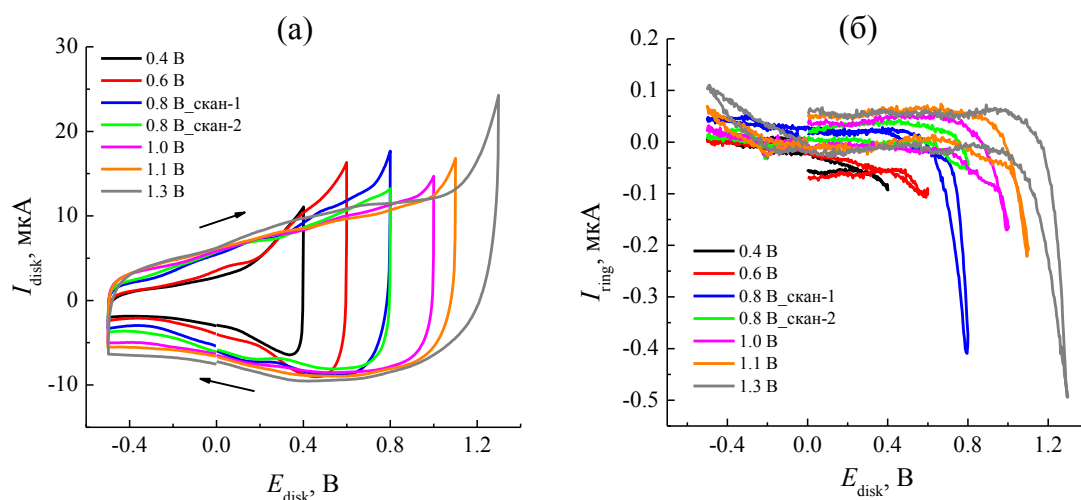 (а)
30
20
10
0
-10
-0.4
0.0
0.4
0.8
1.2
I disk, мкА
E disk, В
0.4 В
0.6 В
0.8 В_скан-1
0.8 В_скан-2
1.0 В
1.1 В
1.3 В
(б)
0.2
0.1
0.0
-0.1
-0.2
-0.3
-0.4
-0.5
-0.4
0.0
0.4
0.8
1.2
I ring, мкА
E disk, В
0.4 В
0.6 В
0.8 В_скан-1
0.8 В_скан-2
1.0 В
1.1 В
1.3 В